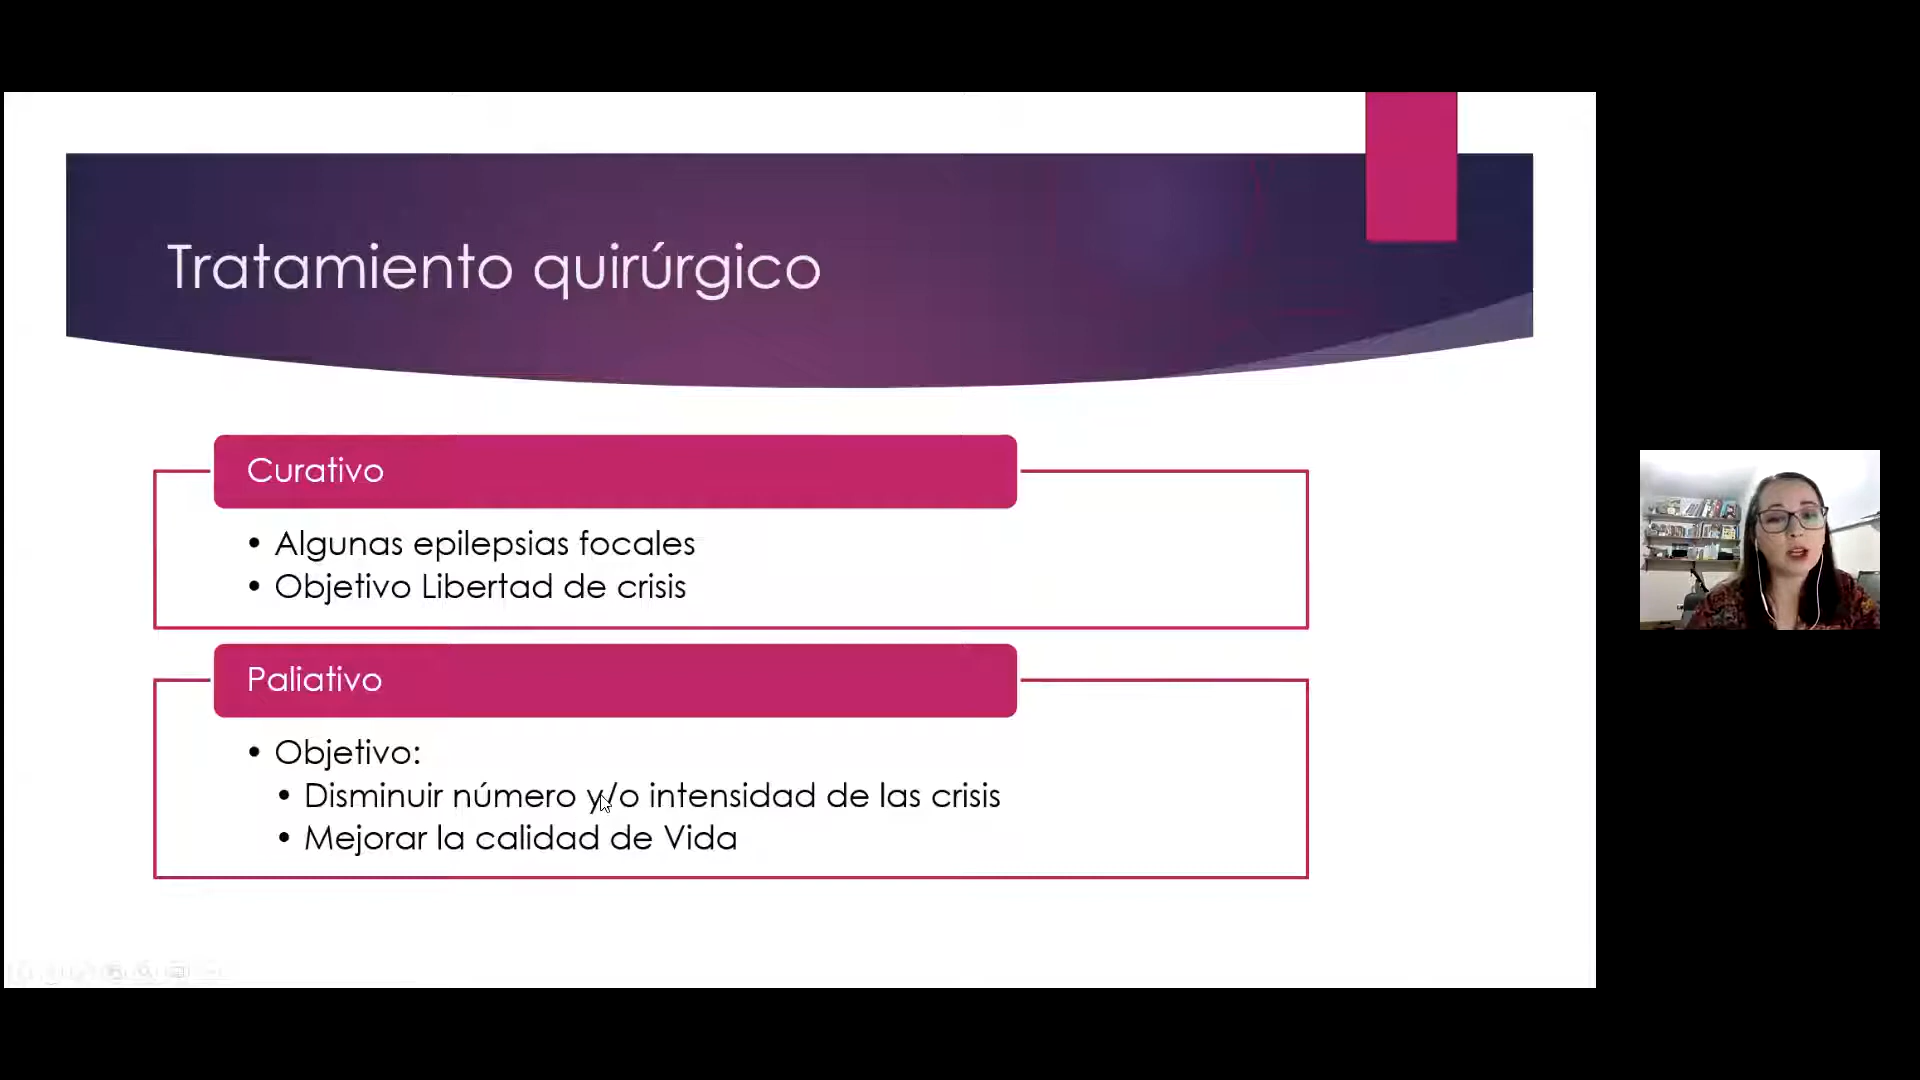 Tratamiento quirúrgico
Curativo
• Algunas epilepsias focales
• Objetivo Libertad de crisis
Paliativo
• Objetivo:
• Disminuir número y/o intensidad de las crisis
• Mejorar la calidad de Vida